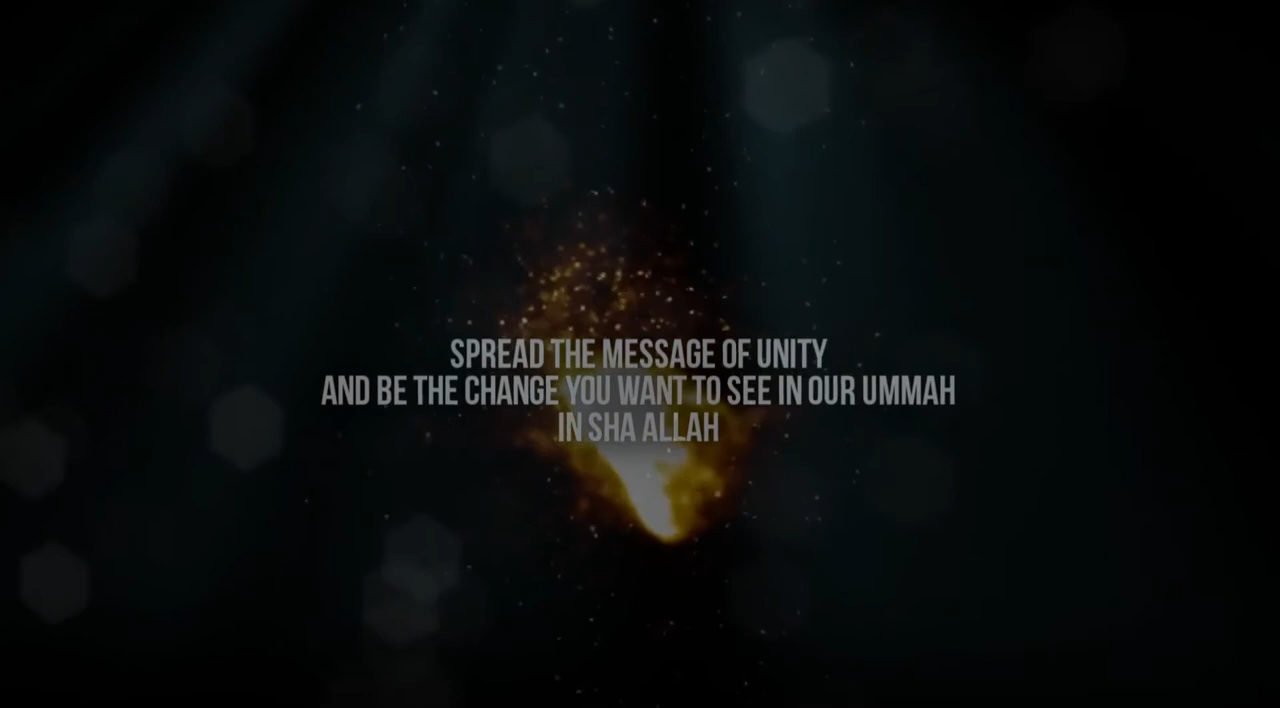 SPREAD THE MESSAGE OF UNITY
AND BE THE CHANGE YOU WANT TO SEE IN OUR UMMAH
IN SHA ALLAH